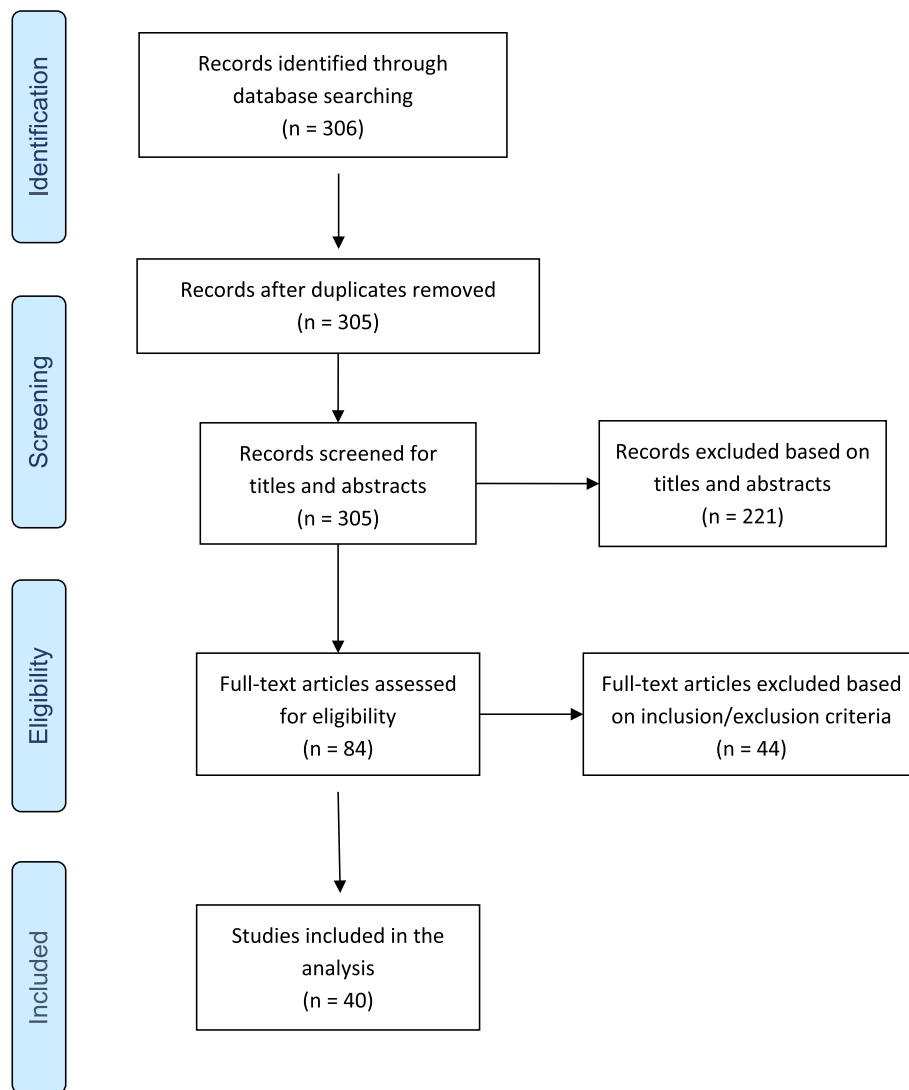 Identification
Records identified through
database searching
(n = 306)
Records after duplicates removed
(n = 305)
Screening
Records screened for
titles and abstracts
(n = 305)
Records excluded based on
titles and abstracts
(n = 221)
Eligibility
Full-text articles assessed
for eligibility
(n = 84)
Full-text articles excluded based
on inclusion/exclusion criteria
(n = 44)
Included
Studies included in the
analysis
(n = 40)